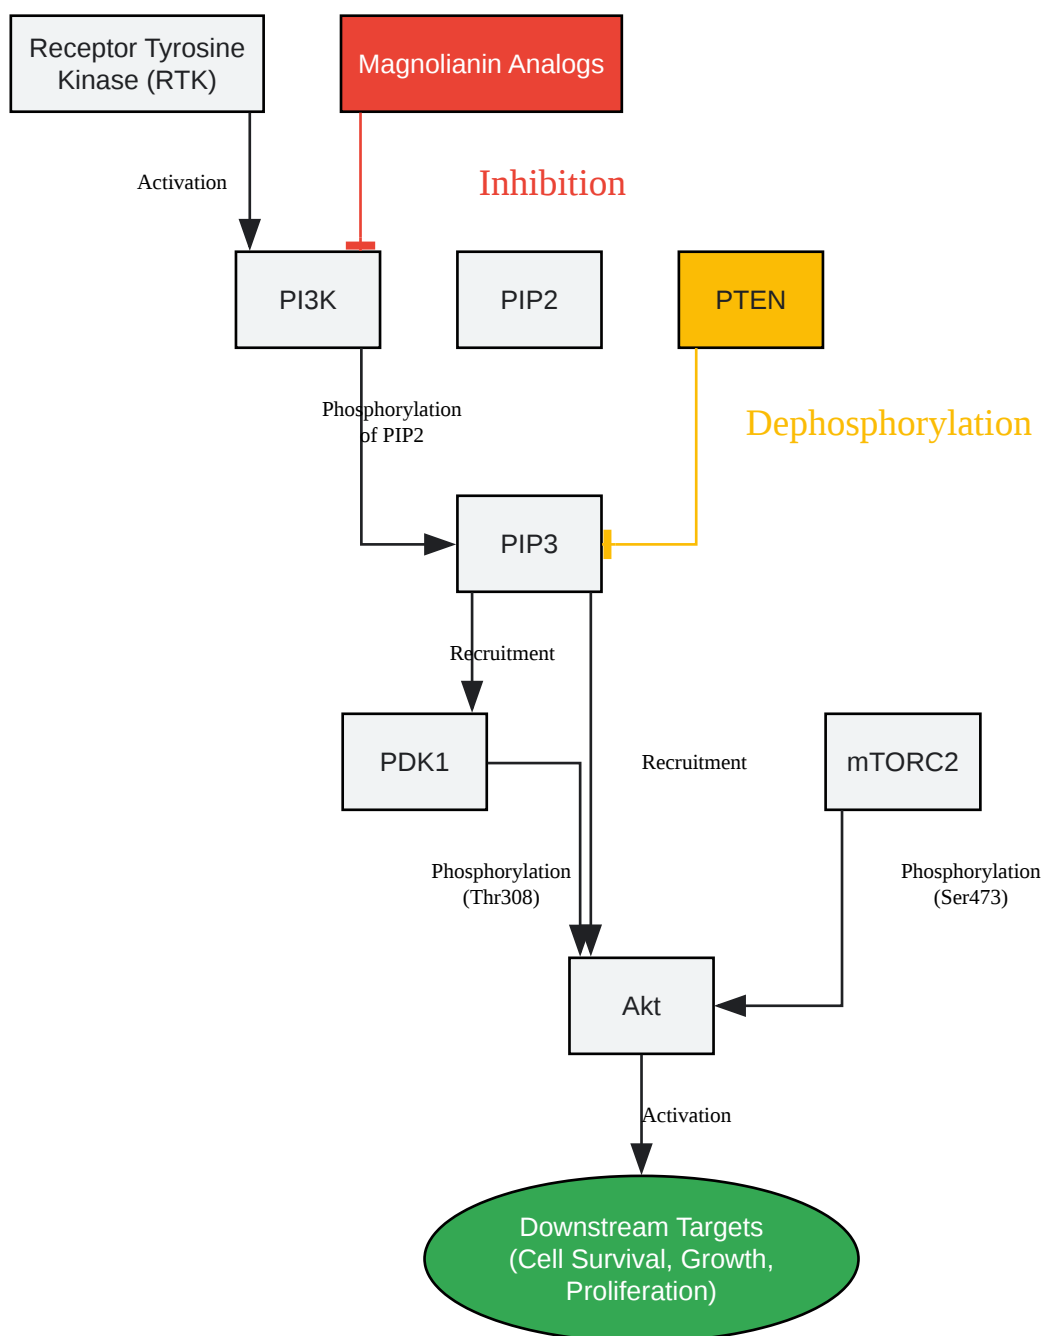 Receptor Tyrosine
Kinase (RTK)
Magnolianin Analogs
Activation
Inhibition
PI3K
PIP2
PTEN
Phosphorylation
of PIP2
Dephosphorylation
PIP3
Recruitment
PDK1
Recruitment
mTORC2
Phosphorylation
(Thr308)
Phosphorylation
(Ser473)
Akt
Activation
Downstream Targets
(Cell Survival, Growth,
Proliferation)